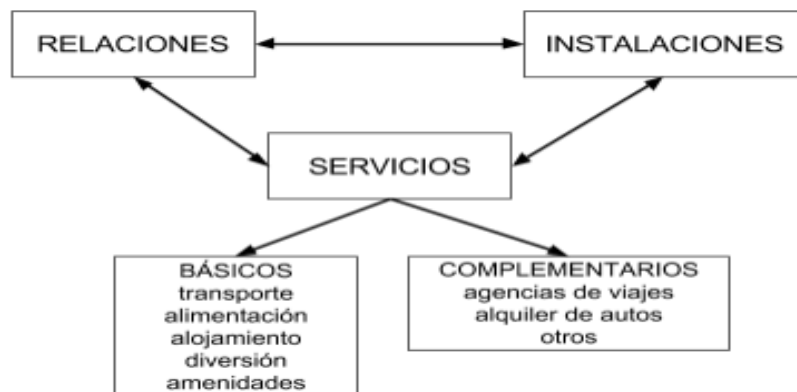 RELACIONES
INSTALACIONES
SERVICIOS
BÁSICOS
transporte
alimentación
alojamiento
diversión
amenidades
COMPLEMENTARIOS
agencias de viajes
alquiler de autos
otros